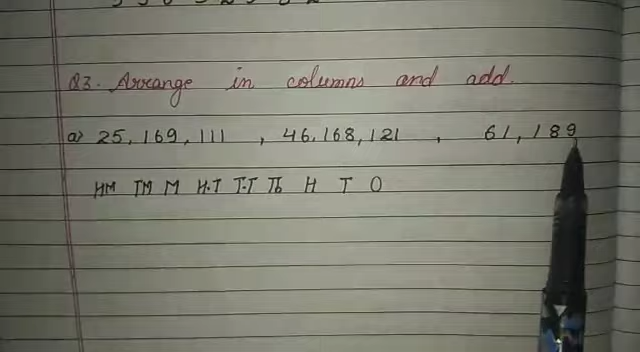 Q3. Arrange in columns and add.
a) 25,169,111 , 46,168,121 , 61,189
HM TM M H.T T.T Th H T O